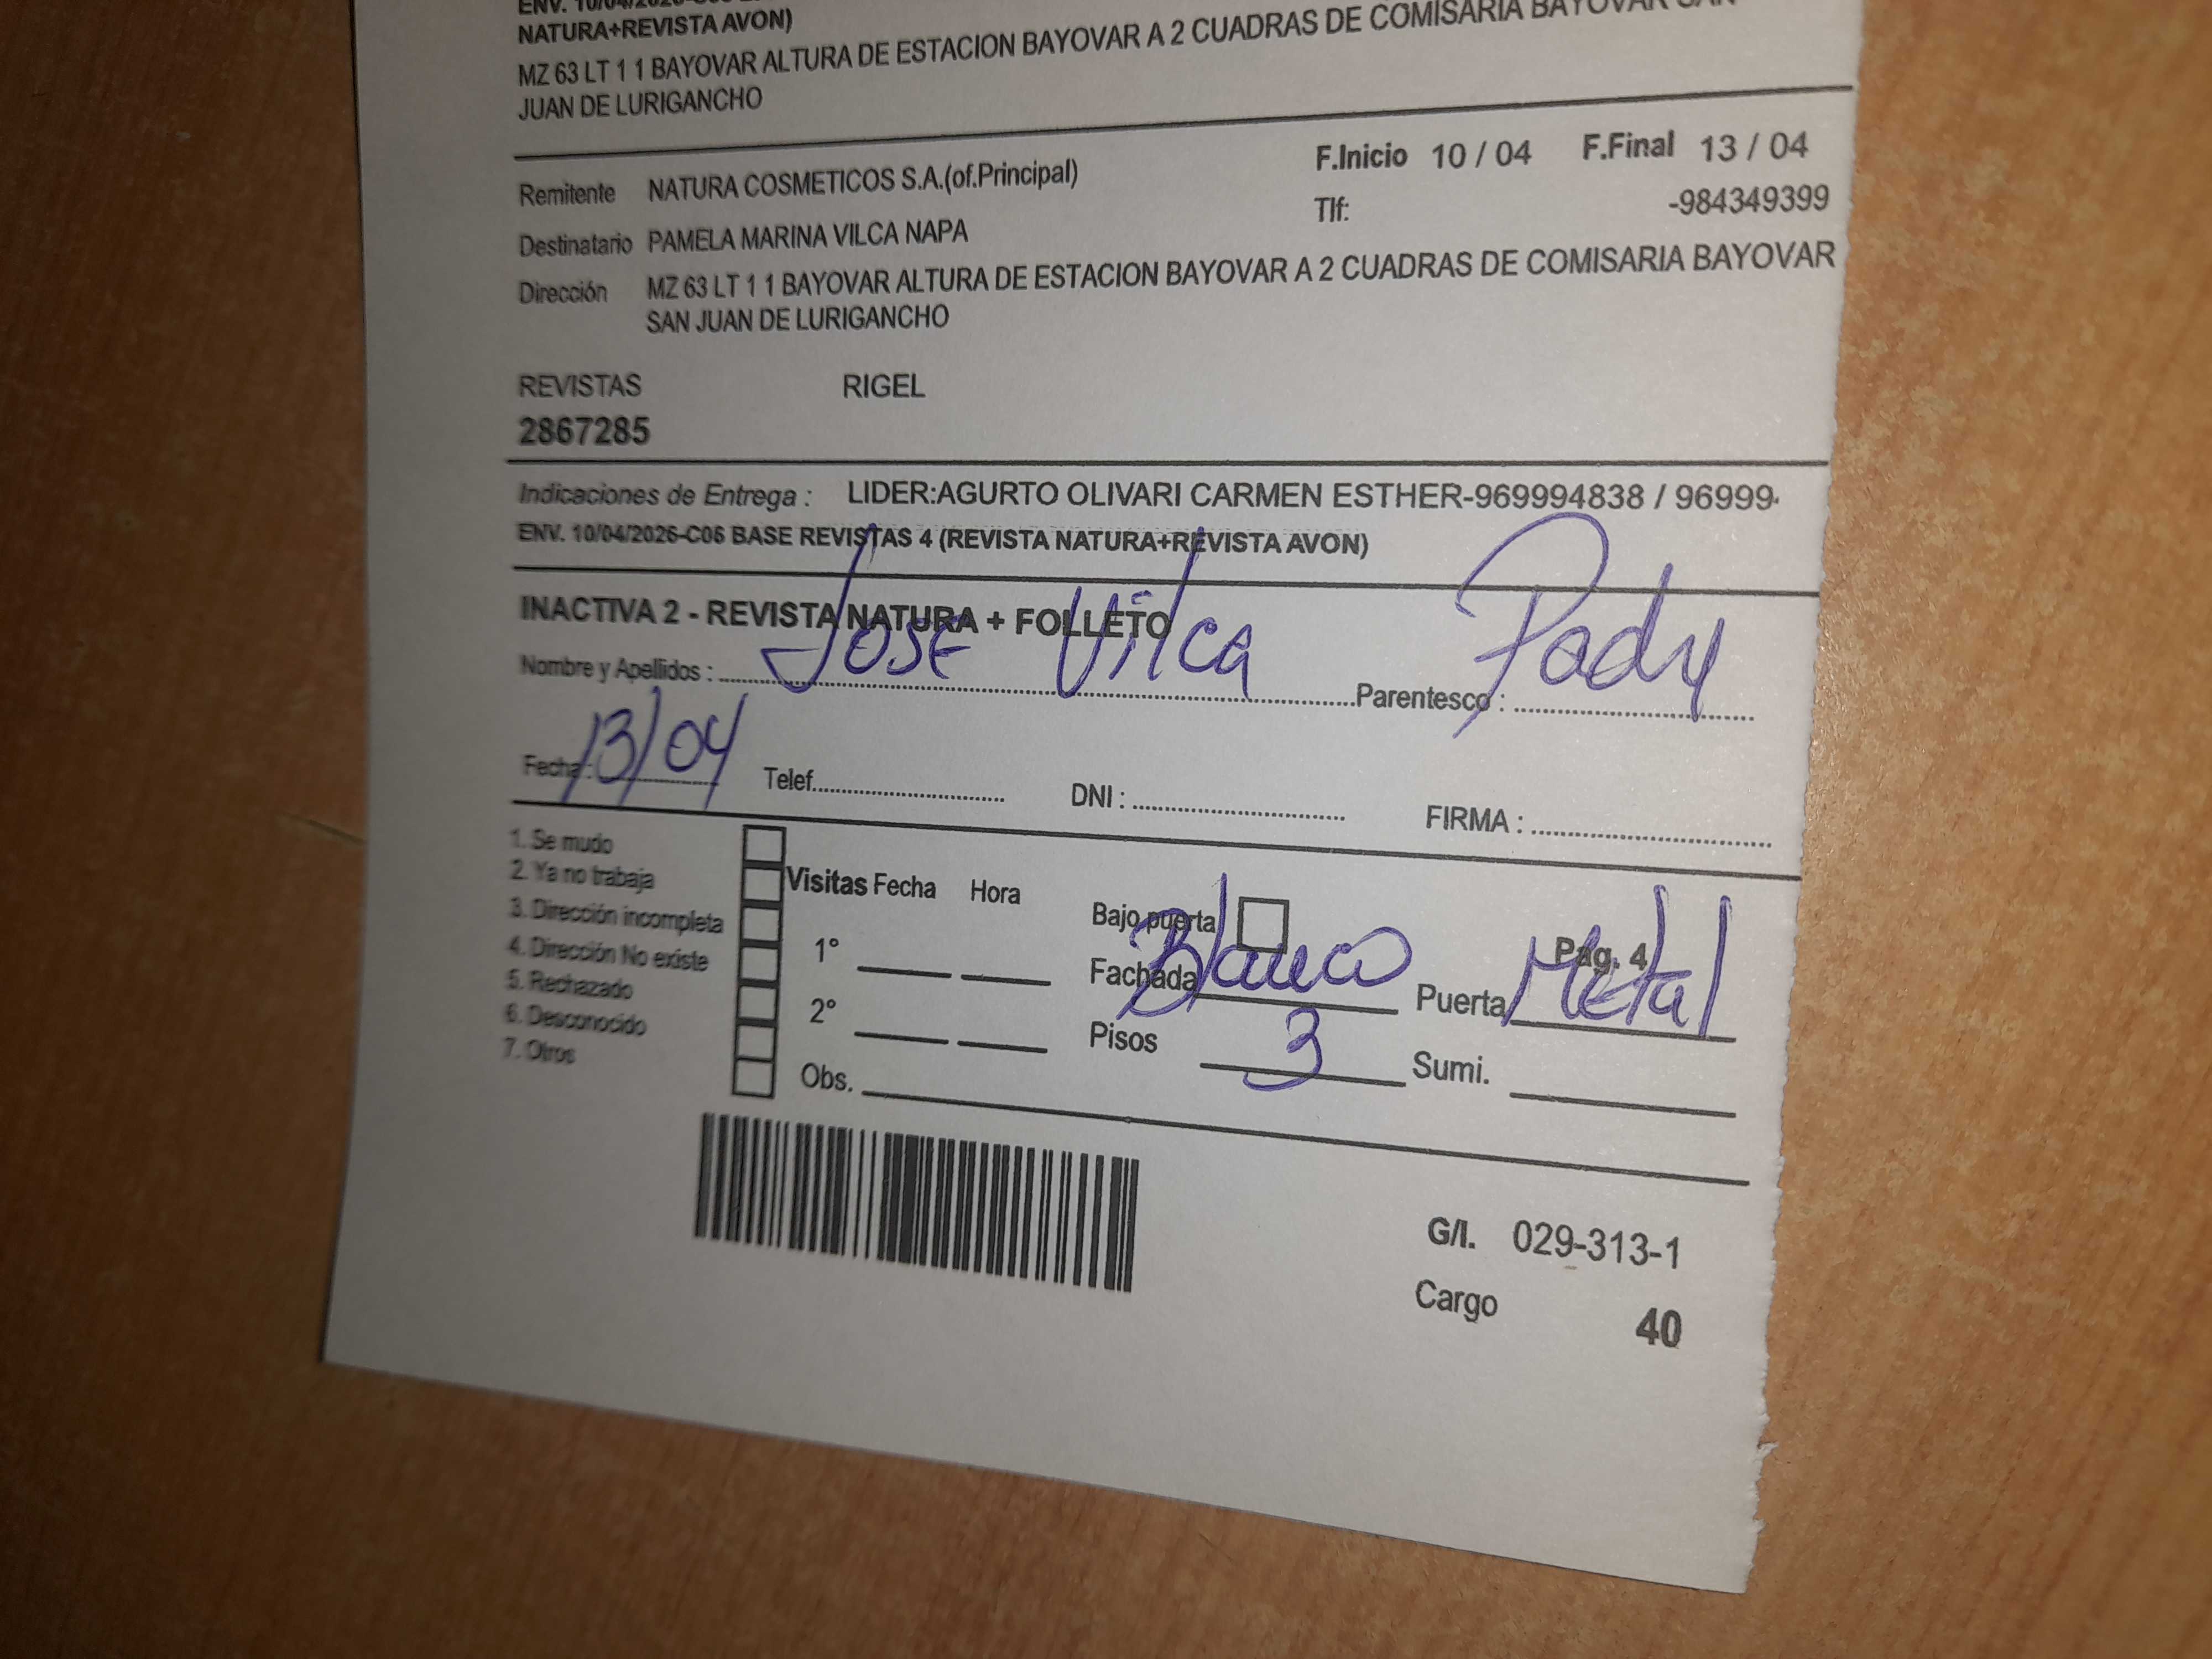 NATURA+REVISTA AVON)
MZ 63 LT 1 1 BAYOVAR ALTURA DE ESTACION BAYOVAR A 2 CUADRAS DE COMISARIA BAYOVAR SAN
JUAN DE LURIGANCHO
F.Inicio 10 / 04 F.Final 13 / 04
Remitente NATURA COSMETICOS S.A.(of.Principal)
Tlf: -984349399
Destinatario PAMELA MARINA VILCA NAPA
Dirección MZ 63 LT 1 1 BAYOVAR ALTURA DE ESTACION BAYOVAR A 2 CUADRAS DE COMISARIA BAYOVAR
SAN JUAN DE LURIGANCHO
REVISTAS RIGEL
2867285
Indicaciones de Entrega : LIDER:AGURTO OLIVARI CARMEN ESTHER-969994838 / 96999
ENV. 10/04/2026-C06 BASE REVISTAS 4 (REVISTA NATURA+REVISTA AVON)
INACTIVA 2 - REVISTA NATURA + FOLLETO
Nombre y Apellidos : Jose Vilca Parentesco :
Fecha : 13/04 Telef. DNI : FIRMA :
1. Se mudo
2. Ya no trabaja
3. Dirección incompleta
4. Dirección No existe
5. Rechazado
6. Desconocido
7. Otros
Visitas Fecha Hora
1°
2°
Obs.
Bajo puerta
Pag. 4
Fachada Blanco Puerta Metal
Pisos 3 Sumi.
G/I. 029-313-1
Cargo 40